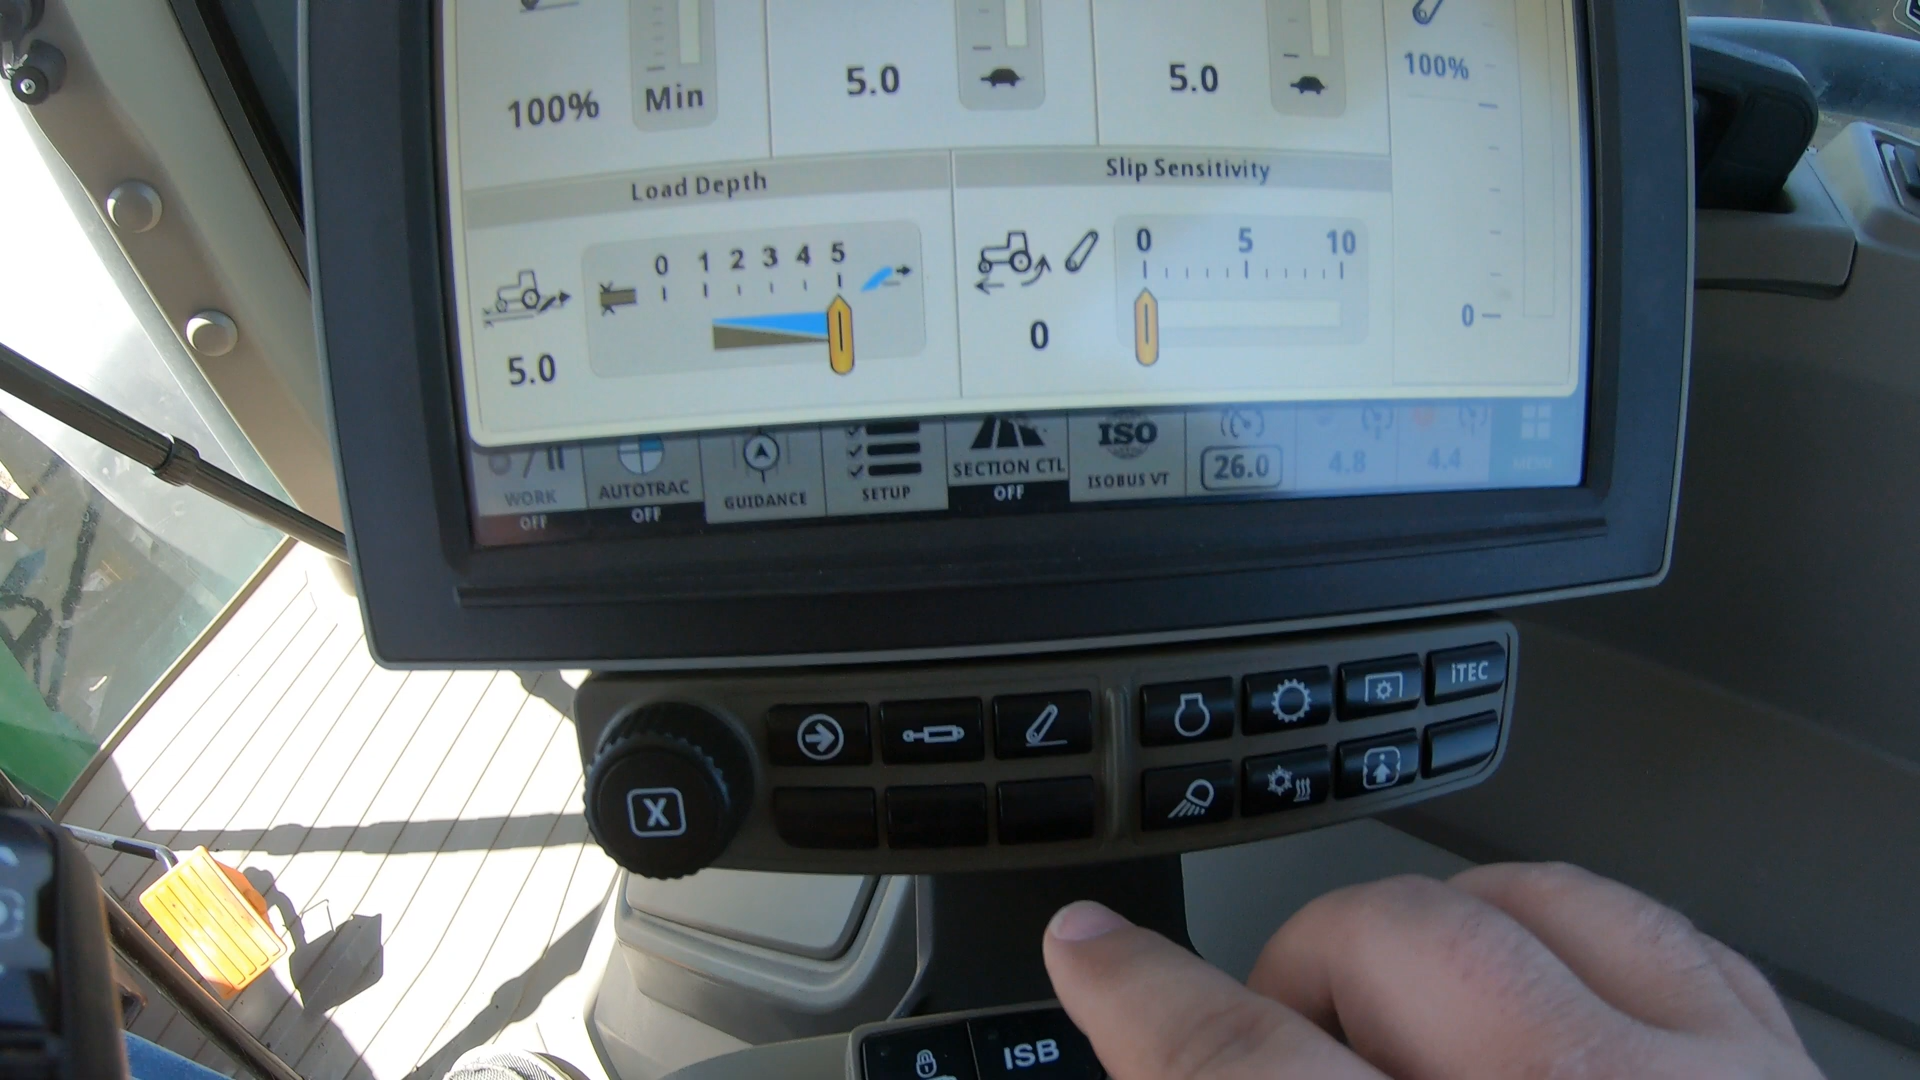 100%
Min
5.0
5.0
100%
Load Depth
0 1 2 3 4 5
5.0
Slip Sensitivity
0 5 10
0
0
WORK
OFF
AUTOTRAC
OFF
GUIDANCE
SETUP
SECTION CTL
OFF
ISO
ISOBUS VT
26.0
4.8
4.4
MENU
X
iTEC
ISB